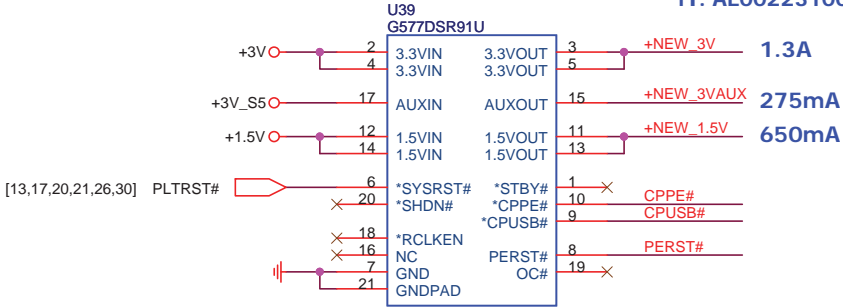 U39
G577DSR91U
+3V 2 3.3VIN 3.3VOUT 3 +NEW_3V 1.3A
4 3.3VIN 3.3VOUT 5
+3V_S5 17 AUXIN AUXOUT 15 +NEW_3VAUX 275mA
+1.5V 12 1.5VIN 1.5VOUT 11 +NEW_1.5V 650mA
14 1.5VIN 1.5VOUT 13
[13,17,20,21,26,30] PLTRST# 6 *SYSRST# *STBY# 1
20 *SHDN# *CPPE# 10 CPPE#
*CPUSB# 9 CPUSB#
18 *RCLKEN
16 NC PERST# 8 PERST#
7 GND OC# 19
21 GNDPAD